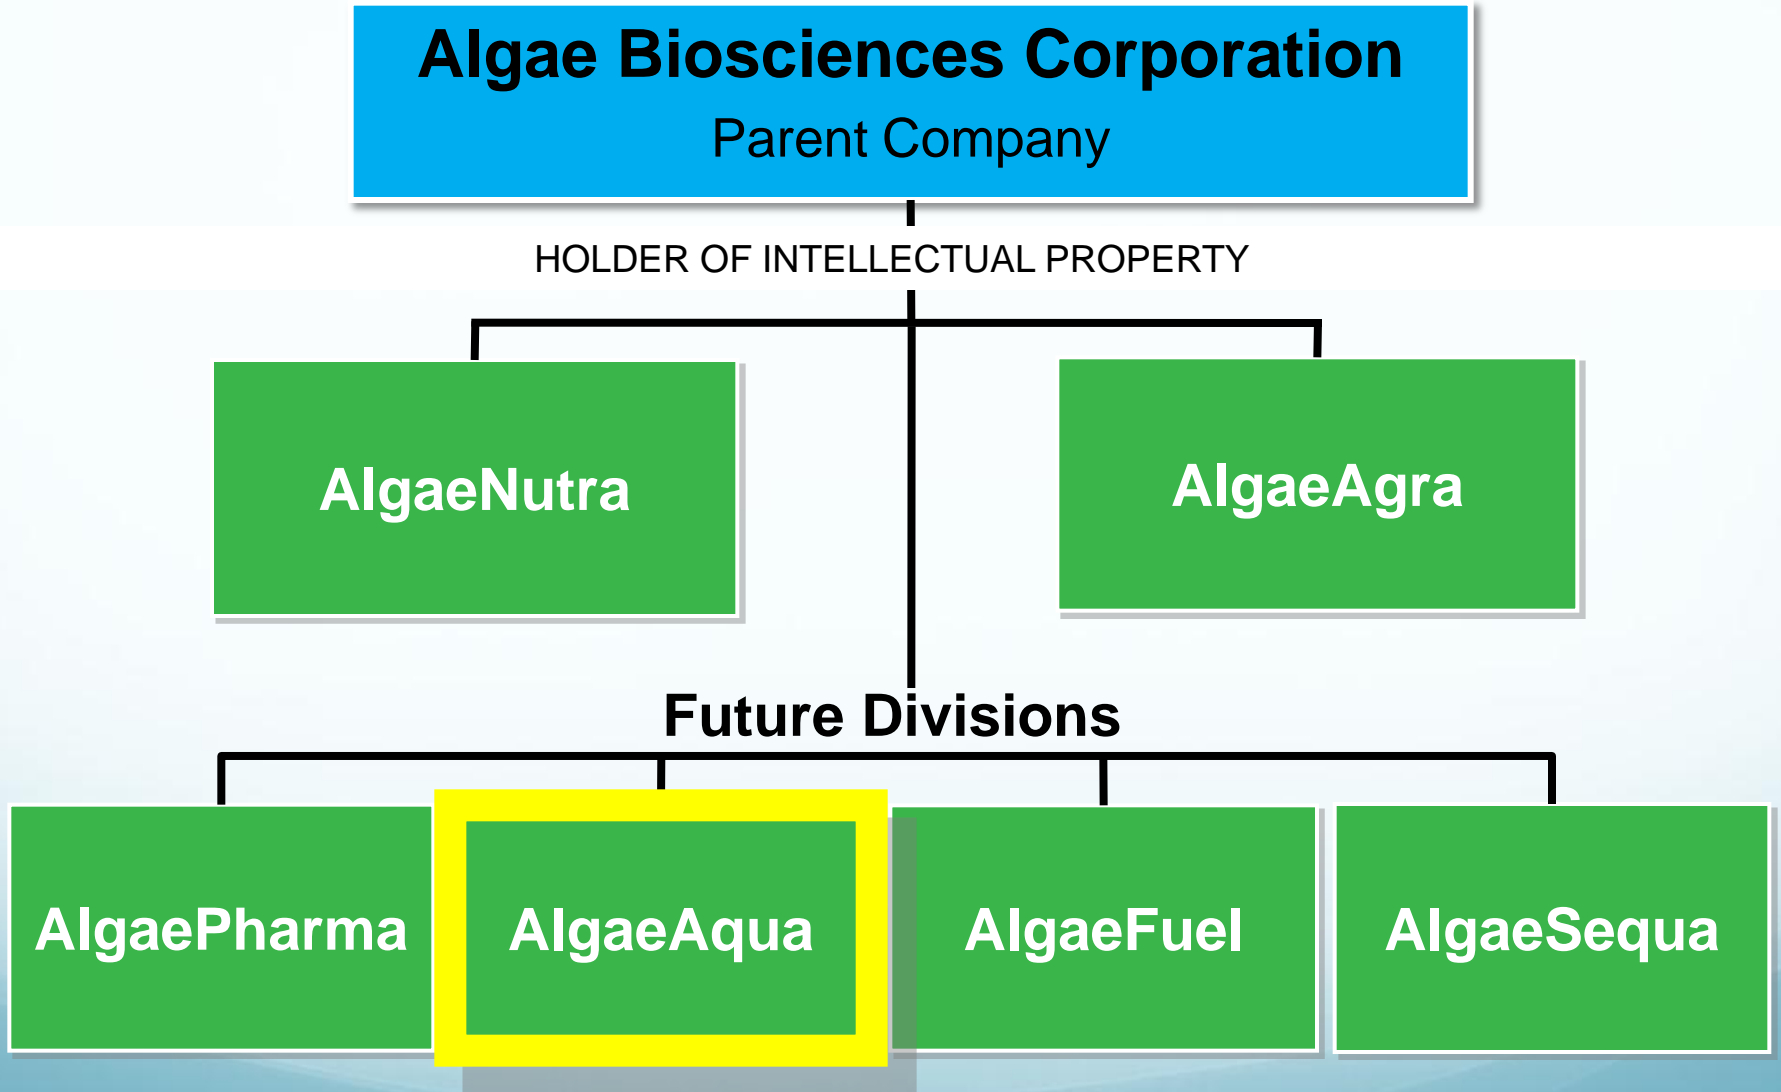 Algae Biosciences Corporation
Parent Company
HOLDER OF INTELLECTUAL PROPERTY
AlgaeNutra
AlgaeAgra
Future Divisions
AlgaePharma
AlgaeAqua
AlgaeFuel
AlgaeSequa